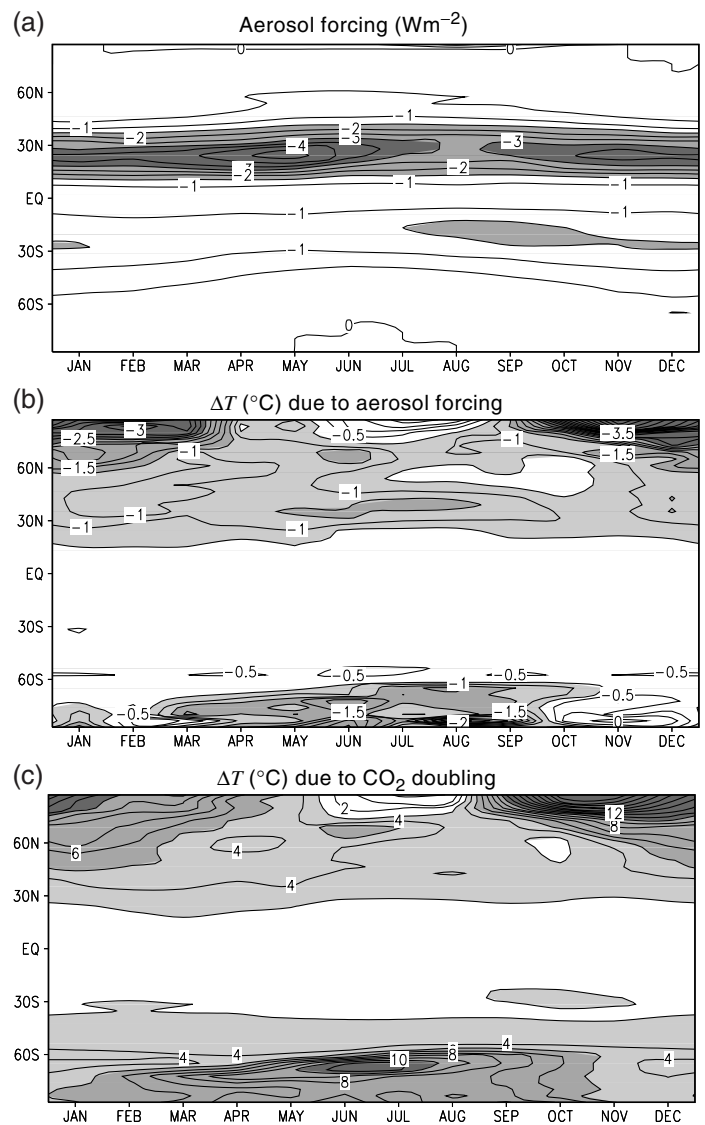 (a) Aerosol forcing (Wm−2)
0 0
60N
−1 −1
−2 −2
30N −3 −4 −3
−3
−2 −2
−1 −1 −1
EQ
−1 −1
30S −1
60S
0
JAN FEB MAR APR MAY JUN JUL AUG SEP OCT NOV DEC
(b) ΔT (°C) due to aerosol forcing
−2.5 −3 −0.5 −1 −3.5
−1 −1.5
60N −1.5
−1
30N −1 −1 −1
EQ
30S
60S −0.5 −0.5 −0.5 −0.5
−1 −0.5
−0.5 −1.5 −1.5
−2 0
JAN FEB MAR APR MAY JUN JUL AUG SEP OCT NOV DEC
(c) ΔT (°C) due to CO2 doubling
2 12
4 8
60N 6 4
4
30N
EQ
30S
60S 4 4 10 8 4 4
8
JAN FEB MAR APR MAY JUN JUL AUG SEP OCT NOV DEC